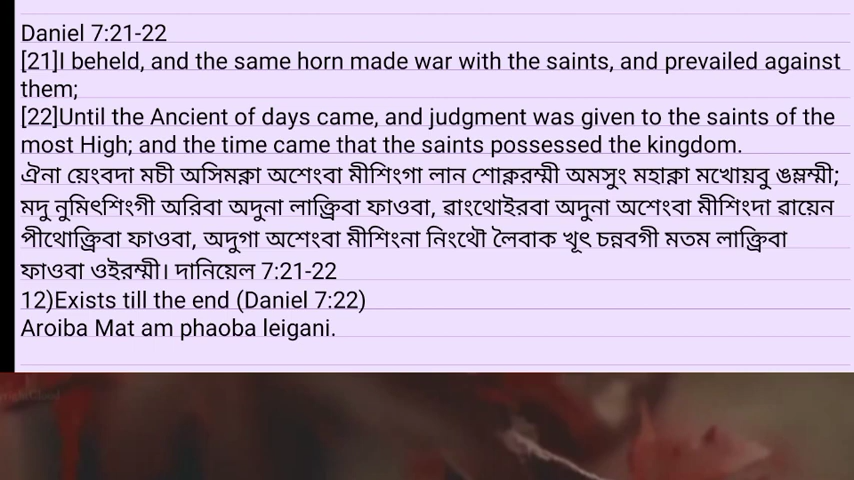 Daniel 7:21-22
[21]I beheld, and the same horn made war with the saints, and prevailed against
them;
[22]Until the Ancient of days came, and judgment was given to the saints of the
most High; and the time came that the saints possessed the kingdom.
ঐনা য়েংবদা মচী অসিমক্না অশেংবা মীশিংগা লান শোক্নরম্মী অমসুং মহাক্না মখোয়বু ঙম্লম্মী;
মদু নুমিৎশিংগী অরিবা অদুনা লাক্ত্রিবা ফাওবা, ৱাংথোইরবা অদুনা অশেংবা মীশিংদা ৱায়েন
পীথোক্ত্রিবা ফাওবা, অদুগা অশেংবা মীশিংনা নিংথৌ লৈবাক খূৎ চন্নবগী মতম লাক্ত্রিবা
ফাওবা ওইরম্মী। দানিয়েল 7:21-22
12)Exists till the end (Daniel 7:22)
Aroiba Mat am phaoba leigani.